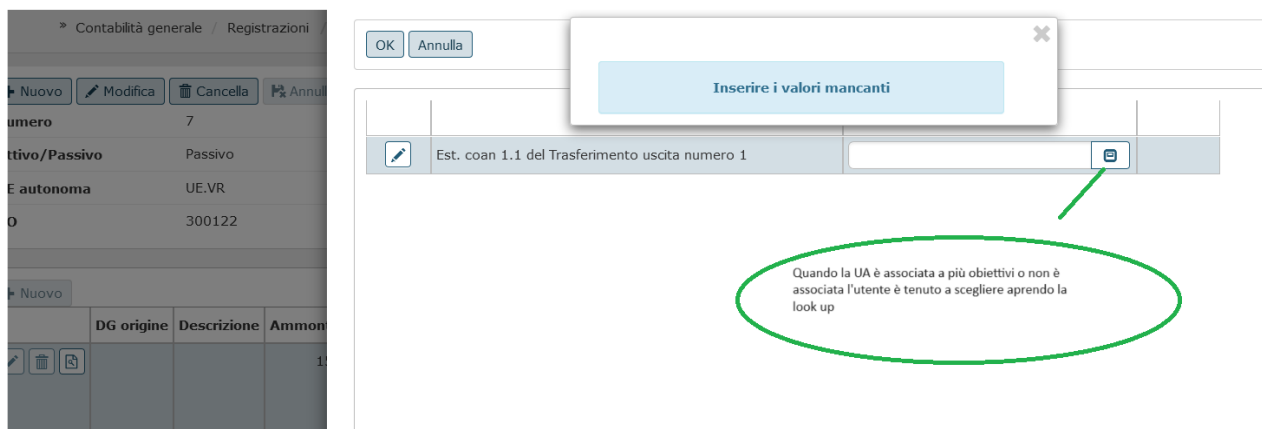 » Contabilità generale / Registrazioni /
Nuovo Modifica Cancella Annull
umero 7
ttivo/Passivo Passivo
E autonoma UE.VR
O 300122
Nuovo
DG origine Descrizione Ammont
15
OK Annulla
Inserire i valori mancanti
Est. coan 1.1 del Trasferimento uscita numero 1
Quando la UA è associata a più obiettivi o non è
associata l'utente è tenuto a scegliere aprendo la
look up